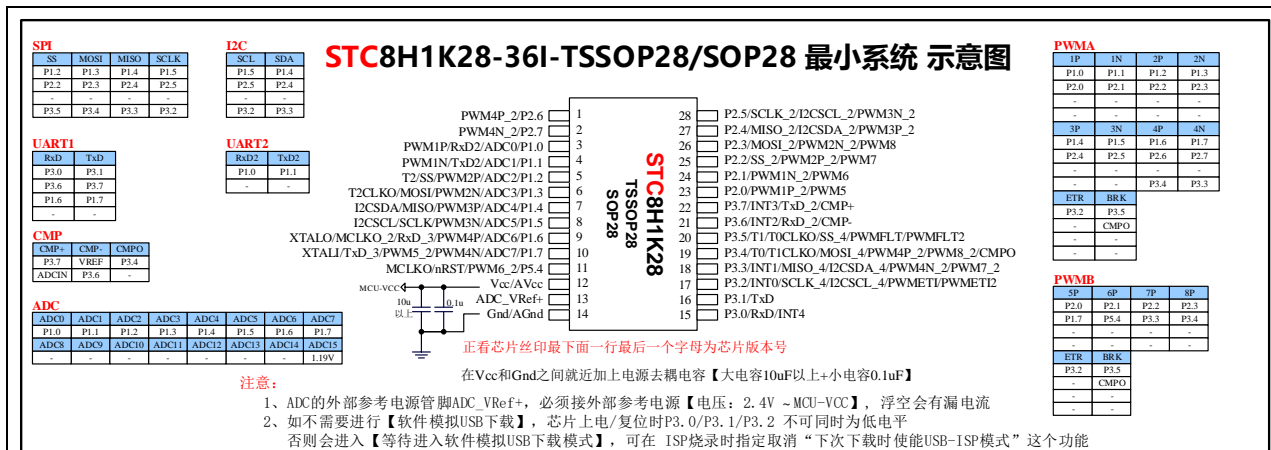 STC8H1K28-36I-TSSOP28/SOP28 最小系统 示意图
SPI
SS MOSI MISO SCLK
P1.2 P1.3 P1.4 P1.5
P2.2 P2.3 P2.4 P2.5
- - - -
P3.5 P3.4 P3.3 P3.2
I2C
SCL SDA
P1.5 P1.4
P2.5 P2.4
- -
P3.2 P3.3
UART1
RxD TxD
P3.0 P3.1
P3.6 P3.7
P1.6 P1.7
- -
UART2
RxD2 TxD2
P1.0 P1.1
- -
CMP
CMP+ CMP- CMPO
P3.7 VREF P3.4
ADCIN P3.6 -
ADC
ADC0 ADC1 ADC2 ADC3 ADC4 ADC5 ADC6 ADC7
P1.0 P1.1 P1.2 P1.3 P1.4 P1.5 P1.6 P1.7
ADC8 ADC9 ADC10 ADC11 ADC12 ADC13 ADC14 ADC15
- - - - - - - 1.19V
PWM4P_2/P2.6 1
PWM4N_2/P2.7 2
PWM1P/RxD2/ADC0/P1.0 3
PWM1N/TxD2/ADC1/P1.1 4
T2/SS/PWM2P/ADC2/P1.2 5
T2CLKO/MOSI/PWM2N/ADC3/P1.3 6
I2CSDA/MISO/PWM3P/ADC4/P1.4 7
I2CSCL/SCLK/PWM3N/ADC5/P1.5 8
XTALO/MCLKO_2/RxD_3/PWM4P/ADC6/P1.6 9
XTALI/TxD_3/PWM5_2/PWM4N/ADC7/P1.7 10
MCLKO/nRST/PWM6_2/P5.4 11
Vcc/AVcc 12
ADC_VRef+ 13
Gnd/AGnd 14
MCU-VCC
10u
以上
0.1u
STC8H1K28
TSSOP28
SOP28
28 P2.5/SCLK_2/I2CSCL_2/PWM3N_2
27 P2.4/MISO_2/I2CSDA_2/PWM3P_2
26 P2.3/MOSI_2/PWM2N_2/PWM8
25 P2.2/SS_2/PWM2P_2/PWM7
24 P2.1/PWM1N_2/PWM6
23 P2.0/PWM1P_2/PWM5
22 P3.7/INT3/TxD_2/CMP+
21 P3.6/INT2/RxD_2/CMP-
20 P3.5/T1/T0CLKO/SS_4/PWMFLT/PWMFLT2
19 P3.4/T0/T1CLKO/MOSI_4/PWM4P_2/PWM8_2/CMPO
18 P3.3/INT1/MISO_4/I2CSDA_4/PWM4N_2/PWM7_2
17 P3.2/INT0/SCLK_4/I2CSCL_4/PWMETI/PWMETI2
16 P3.1/TxD
15 P3.0/RxD/INT4
PWMA
1P 1N 2P 2N
P1.0 P1.1 P1.2 P1.3
P2.0 P2.1 P2.2 P2.3
- - - -
- - - -
3P 3N 4P 4N
P1.4 P1.5 P1.6 P1.7
P2.4 P2.5 P2.6 P2.7
- - - -
- - P3.4 P3.3
ETR BRK
P3.2 P3.5
- CMPO
- -
- -
PWMB
5P 6P 7P 8P
P2.0 P2.1 P2.2 P2.3
P1.7 P5.4 P3.3 P3.4
- - - -
- - - -
ETR BRK
P3.2 P3.5
- CMPO
- -
- -
正看芯片丝印最下面一行最后一个字母为芯片版本号
在Vcc和Gnd之间就近加上电源去耦电容【大电容10uF以上+小电容0.1uF】
注意：
1、ADC的外部参考电源管脚ADC_VRef+，必须接外部参考电源【电压：2.4V ~MCU-VCC】，浮空会有漏电流
2、如不需要进行【软件模拟USB下载】，芯片上电/复位时P3.0/P3.1/P3.2 不可同时为低电平
否则会进入【等待进入软件模拟USB下载模式】，可在 ISP烧录时指定取消“下次下载时使能USB-ISP模式”这个功能